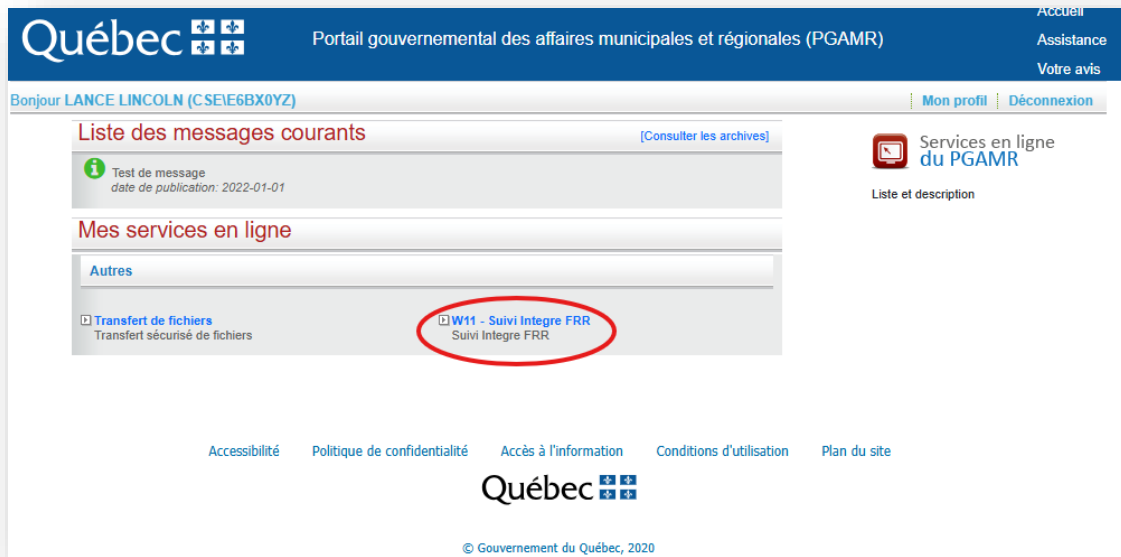 Accueil
Québec
Portail gouvernemental des affaires municipales et régionales (PGAMR)
Assistance
Votre avis
Bonjour LANCE LINCOLN (CSE\E6BX0YZ)
Mon profil
Déconnexion
Liste des messages courants
[Consulter les archives]
Services en ligne
du PGAMR
Test de message
date de publication: 2022-01-01
Liste et description
Mes services en ligne
Autres
Transfert de fichiers
Transfert sécurisé de fichiers
W11 - Suivi Integre FRR
Suivi Integre FRR
Accessibilité
Politique de confidentialité
Accès à l'information
Conditions d'utilisation
Plan du site
Québec
© Gouvernement du Québec, 2020